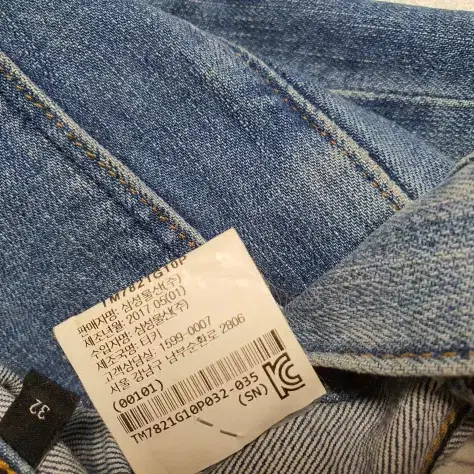 TM7821G10P
판매자명: 삼성물산(주)
제조년월: 2017.05(01)
수입자명: 삼성물산(주)
제조국명: 터키
고객상담실: 1599-0007
서울 강남구 남부순환로 2806
(00101)
TM7821G10P032-035
(SN)
32